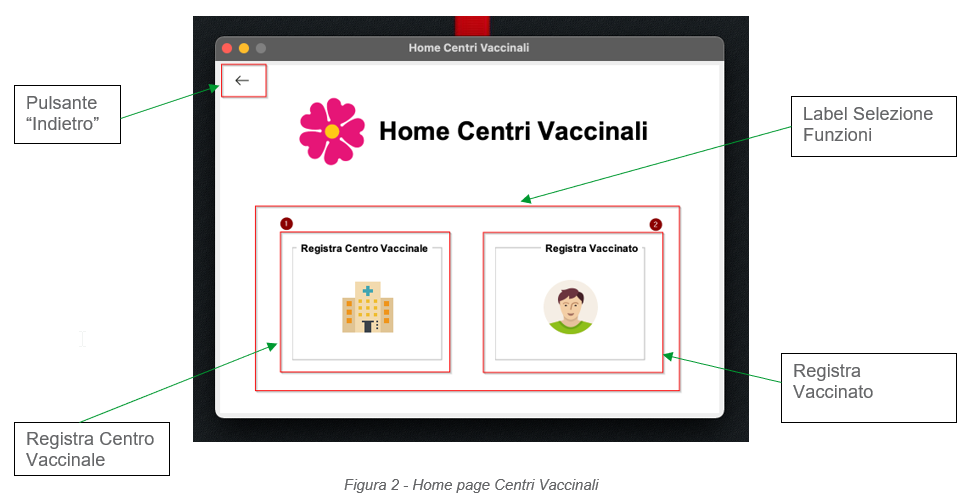 Home Centri Vaccinali
←
Pulsante
“Indietro”
Home Centri Vaccinali
Label Selezione
Funzioni
1
2
Registra Centro Vaccinale
Registra Vaccinato
Registra
Vaccinato
Registra Centro
Vaccinale
Figura 2 - Home page Centri Vaccinali